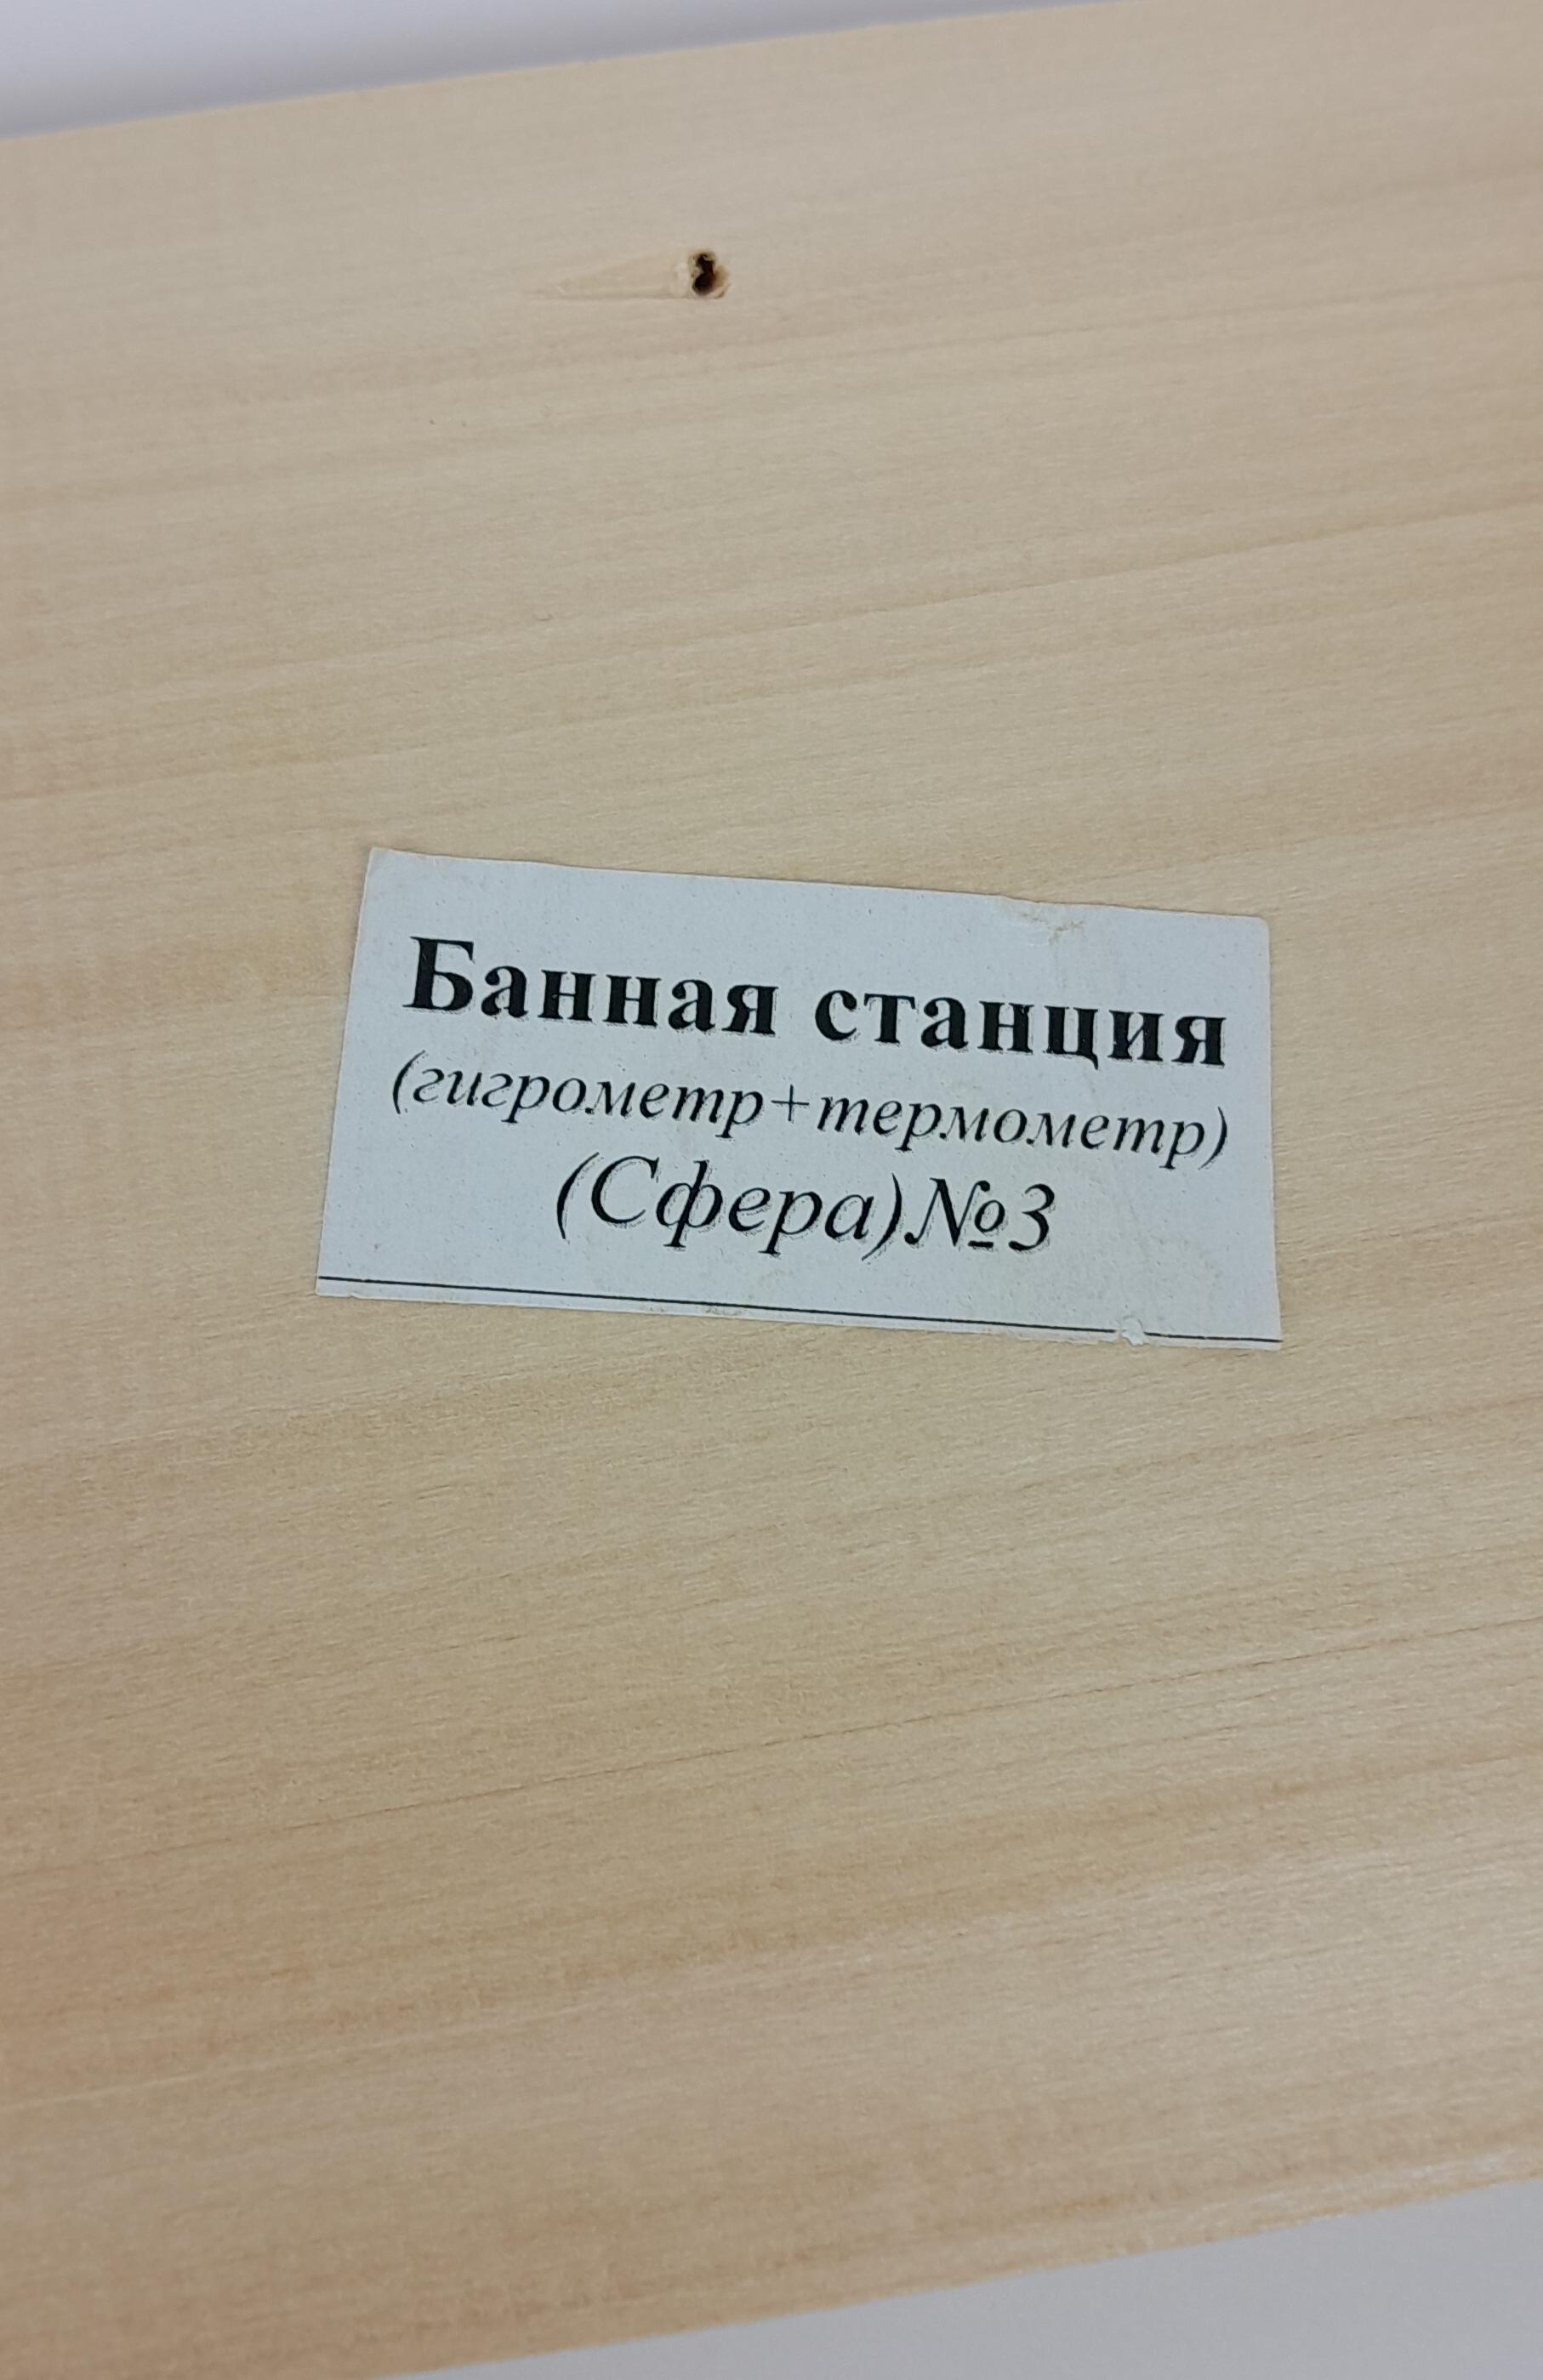 Банная станция
(гигрометр+термометр)
(Сфера)№3